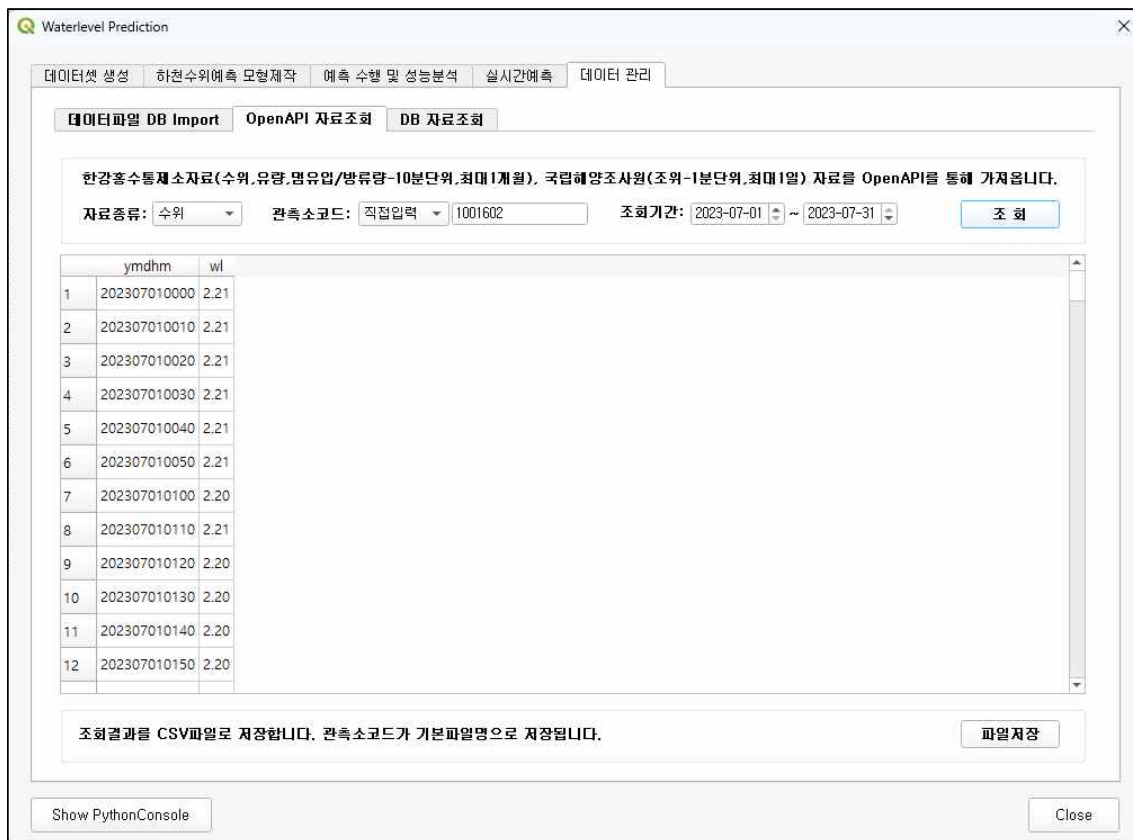 Waterlevel Prediction
데이터셋 생성 하천수위예측 모형제작 예측 수행 및 성능분석 실시간예측 데이터 관리
데이터파일 DB Import OpenAPI 자료조회 DB 자료조회
한강홍수통제소자료(수위,유량,댐유입/방류량-10분단위,최대1개월), 국립해양조사원(조위-1분단위,최대1일) 자료를 OpenAPI를 통해 가져옵니다.
자료종류: 수위 관측소코드: 직접입력 1001602 조회기간: 2023-07-01 ~ 2023-07-31 조 회
ymdhm wl
1 202307010000 2.21
2 202307010010 2.21
3 202307010020 2.21
4 202307010030 2.21
5 202307010040 2.21
6 202307010050 2.21
7 202307010100 2.20
8 202307010110 2.21
9 202307010120 2.20
10 202307010130 2.20
11 202307010140 2.20
12 202307010150 2.20
조회결과를 CSV파일로 저장합니다. 관측소코드가 기본파일명으로 저장됩니다. 파일저장
Show PythonConsole Close